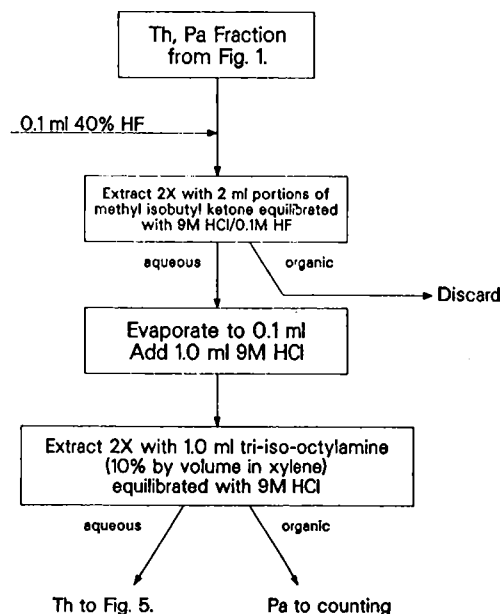 Th, Pa Fraction
from Fig. 1.
0.1 ml 40% HF
Extract 2X with 2 ml portions of
methyl isobutyl ketone equilibrated
with 9M HCl/0.1M HF
aqueous
organic
Discard
Evaporate to 0.1 ml
Add 1.0 ml 9M HCl
Extract 2X with 1.0 ml tri-iso-octylamine
(10% by volume in xylene)
equilibrated with 9M HCl
aqueous
organic
Th to Fig. 5.
Pa to counting